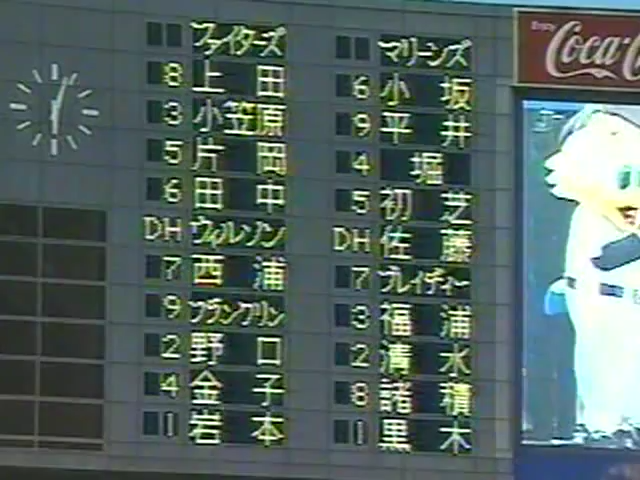 ファイターズ
8 上田
3 小笠原
5 片岡
6 田中
DH ウィルソン
7 西浦
9 フランクリン
2 野口
4 金子
1 岩本
マリーンズ
6 小坂
9 平井
4 堀
5 初芝
DH 佐藤
7 ブレイディー
3 福浦
2 清水
8 諸積
1 黒木
Enjoy
Coca-C